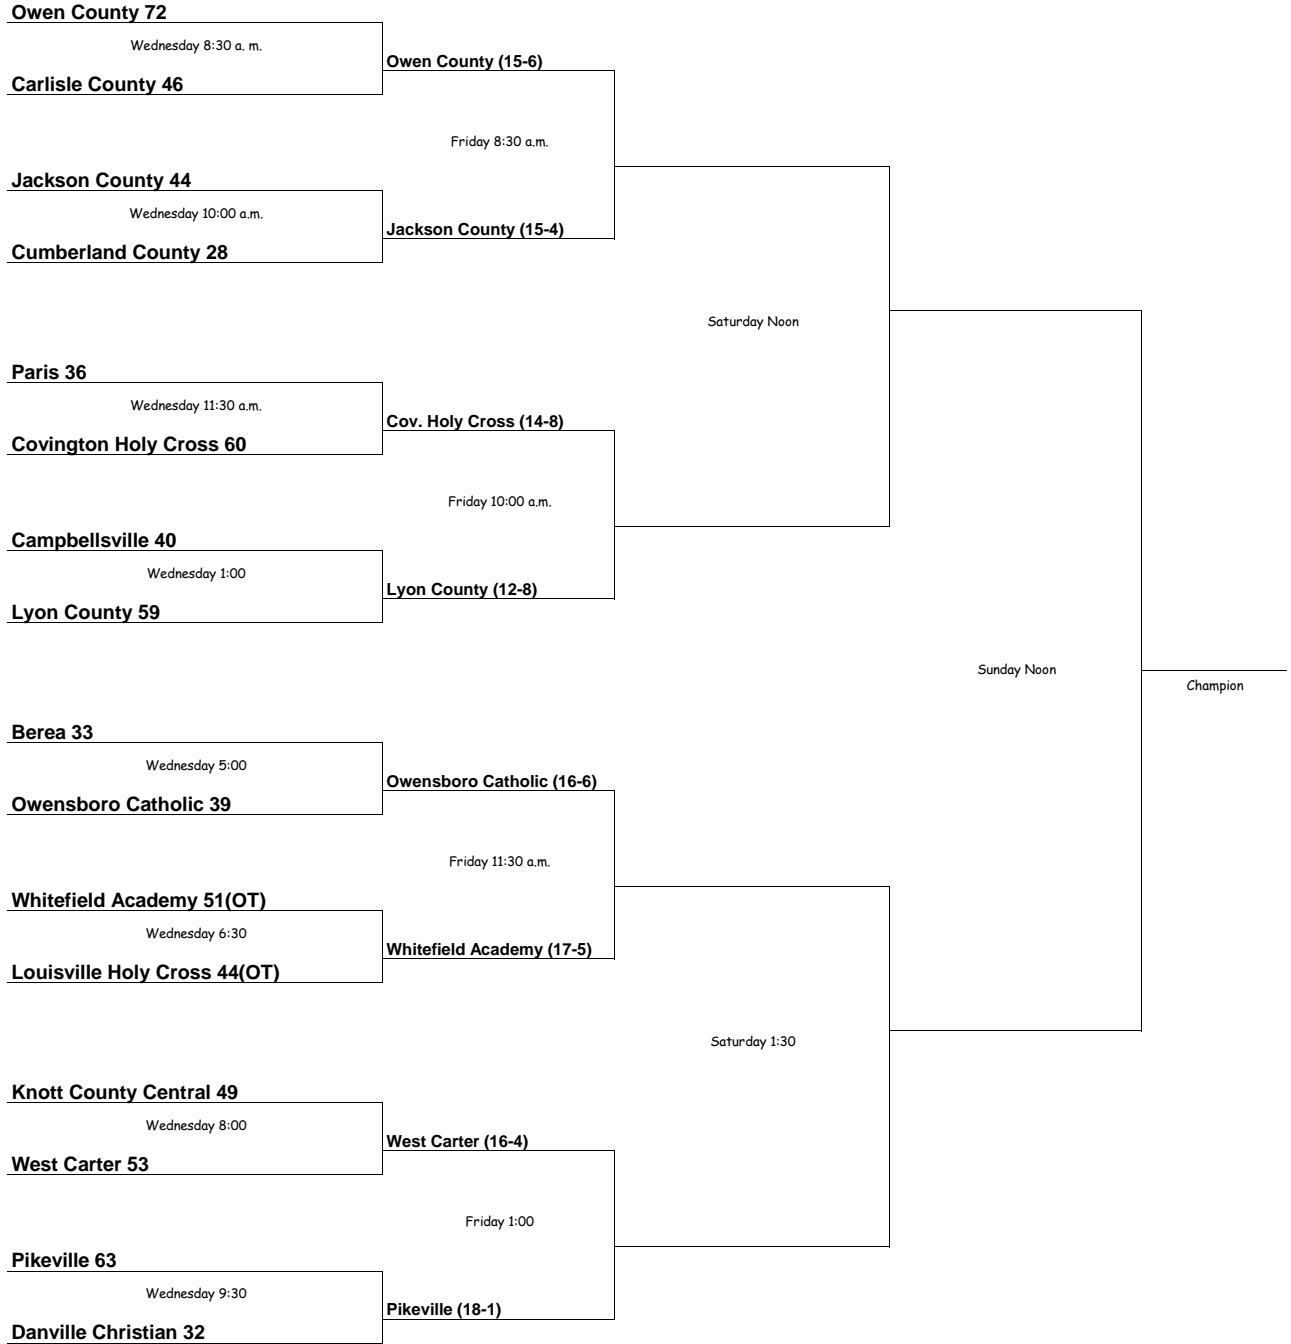 Owen County 72
Wednesday 8:30 a. m.
Owen County (15-6)
Carlisle County 46
Friday 8:30 a.m.
Jackson County 44
Wednesday 10:00 a.m.
Jackson County (15-4)
Cumberland County 28
Saturday Noon
Paris 36
Wednesday 11:30 a.m.
Cov. Holy Cross (14-8)
Covington Holy Cross 60
Friday 10:00 a.m.
Campbellsville 40
Wednesday 1:00
Lyon County (12-8)
Lyon County 59
Sunday Noon
Champion
Berea 33
Wednesday 5:00
Owensboro Catholic (16-6)
Owensboro Catholic 39
Friday 11:30 a.m.
Whitefield Academy 51(OT)
Wednesday 6:30
Whitefield Academy (17-5)
Louisville Holy Cross 44(OT)
Saturday 1:30
Knott County Central 49
Wednesday 8:00
West Carter (16-4)
West Carter 53
Friday 1:00
Pikeville 63
Wednesday 9:30
Pikeville (18-1)
Danville Christian 32